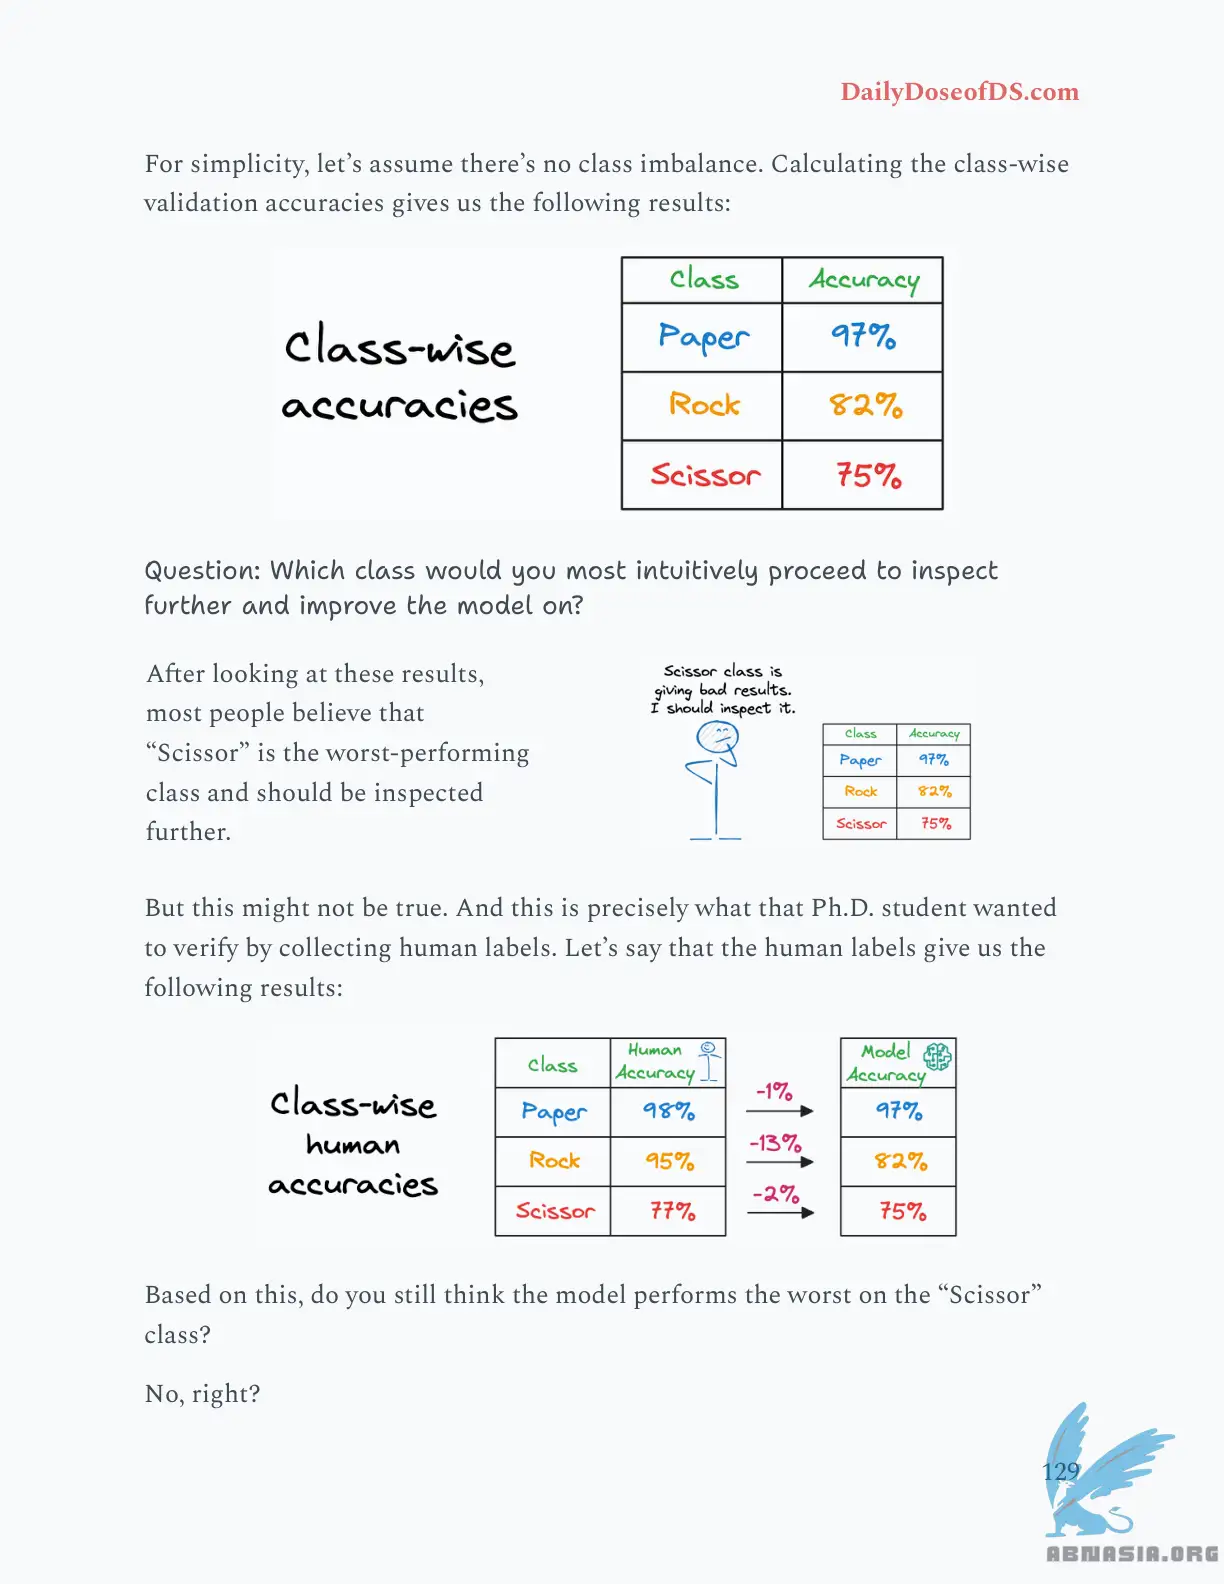 DailyDoseofDS.com
For simplicity, let’s assume there’s no class imbalance. Calculating the class-wise
validation accuracies gives us the following results:
Class-wise
accuracies
Class Accuracy
Paper 97%
Rock 82%
Scissor 75%
Question: Which class would you most intuitively proceed to inspect
further and improve the model on?
After looking at these results,
most people believe that
“Scissor” is the worst-performing
class and should be inspected
further.
Scissor class is
giving bad results.
I should inspect it.
Class Accuracy
Paper 97%
Rock 82%
Scissor 75%
But this might not be true. And this is precisely what that Ph.D. student wanted
to verify by collecting human labels. Let’s say that the human labels give us the
following results:
Class-wise
human
accuracies
Class Human Accuracy Model Accuracy
Paper 98% -1% 97%
Rock 95% -13% 82%
Scissor 77% -2% 75%
Based on this, do you still think the model performs the worst on the “Scissor”
class?
No, right?
129
ABNASIA.ORG